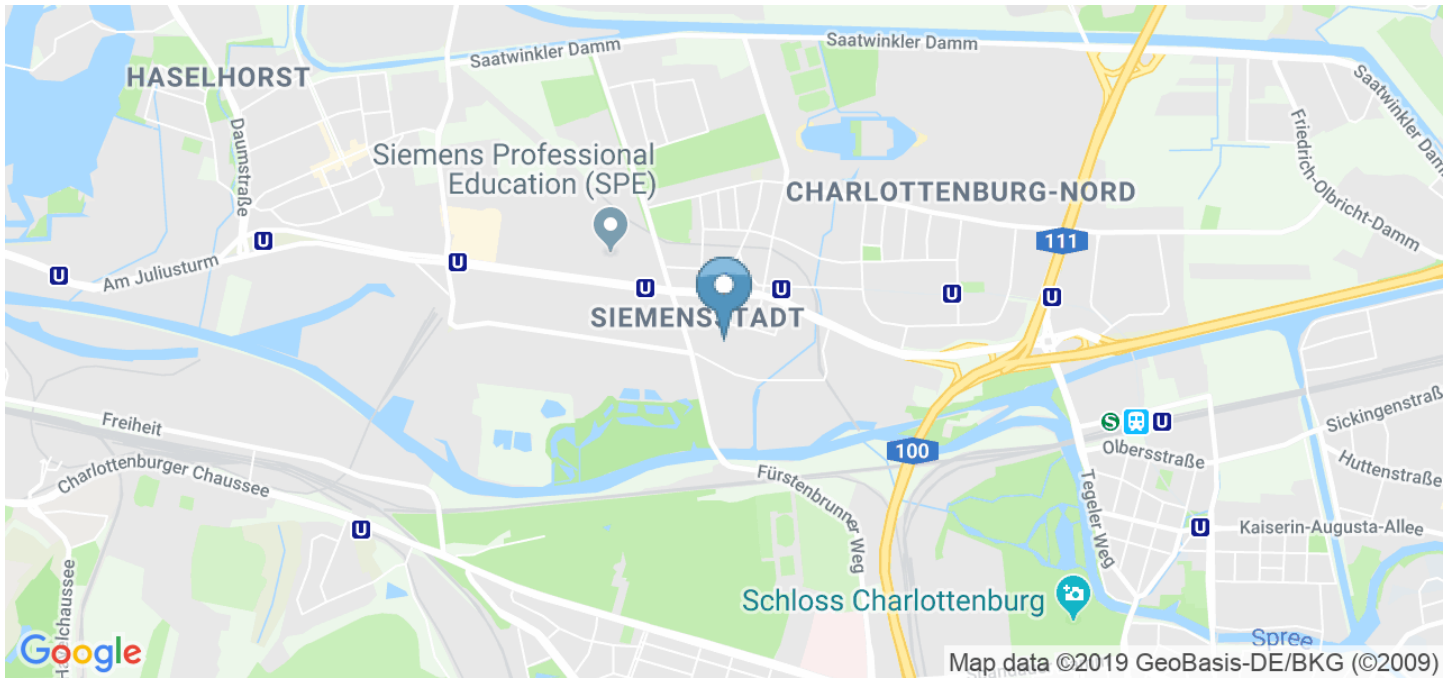 Saatwinkler Damm
Saatwinkler Damm
HASELHORST
Saatwinkler Damm
Daumstraße
Friedrich-Olbricht-Damm
Siemens Professional
Education (SPE)
CHARLOTTENBURG-NORD
U
111
U
U
Am Juliusturm
U
U
U
U
SIEMENSSTADT
Freiheit
S
U
Sickingenstraß
Olbersstraße
100
Huttenstraße
Charlottenburger Chaussee
Fürstenbrunner Weg
Tegeler Weg
U
U
Kaiserin-Augusta-Allee
Schloss Charlottenburg
Spree
Google
Map data ©2019 GeoBasis-DE/BKG (©2009)